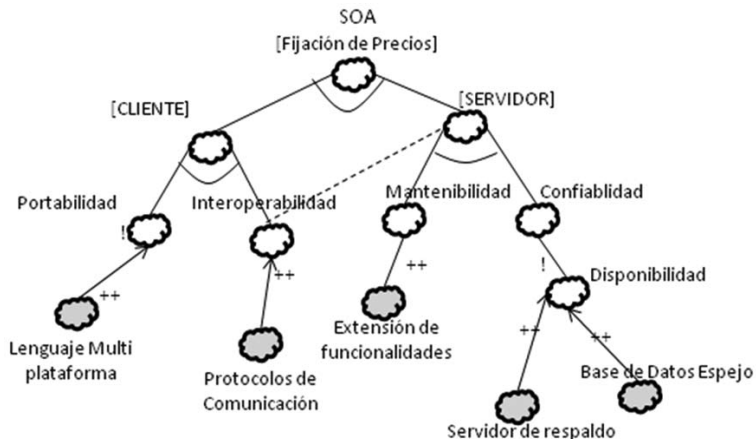 SOA
[Fijación de Precios]
[CLIENTE]
[SERVIDOR]
Portabilidad
Interoperabilidad
Mantenibilidad
Confiablidad
!
++
++
++
!
Disponibilidad
++
++
Lenguaje Multi
plataforma
Protocolos de
Comunicación
Extensión de
funcionalidades
Servidor de respaldo
Base de Datos Espejo